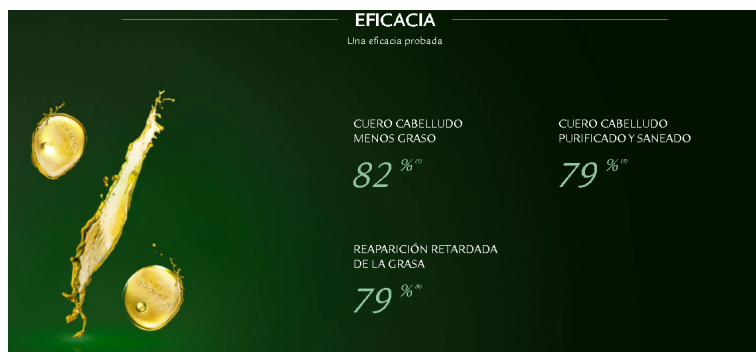 EFICACIA
Una eficacia probada
CUERO CABELLUDO
MENOS GRASO
82 %
CUERO CABELLUDO
PURIFICADO Y SANEADO
79 %
REAPARICIÓN RETARDADA
DE LA GRASA
79 %